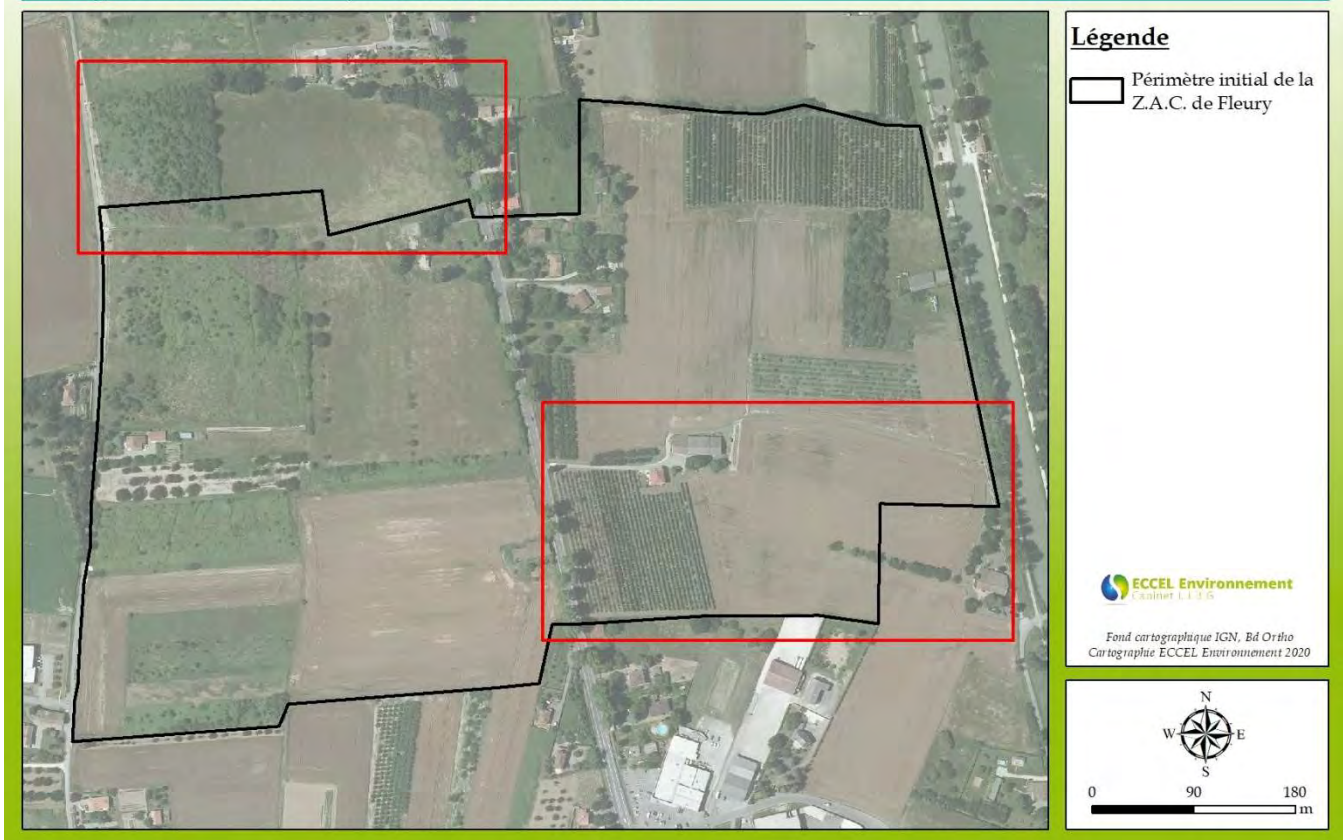 Légende
Périmètre initial de la
Z.A.C. de Fleury
ECCEL Environnement
Fond cartographique IGN, Bd Ortho
Cartographie ECCEL Environnement 2020
N
W E
S
0 90 180
m